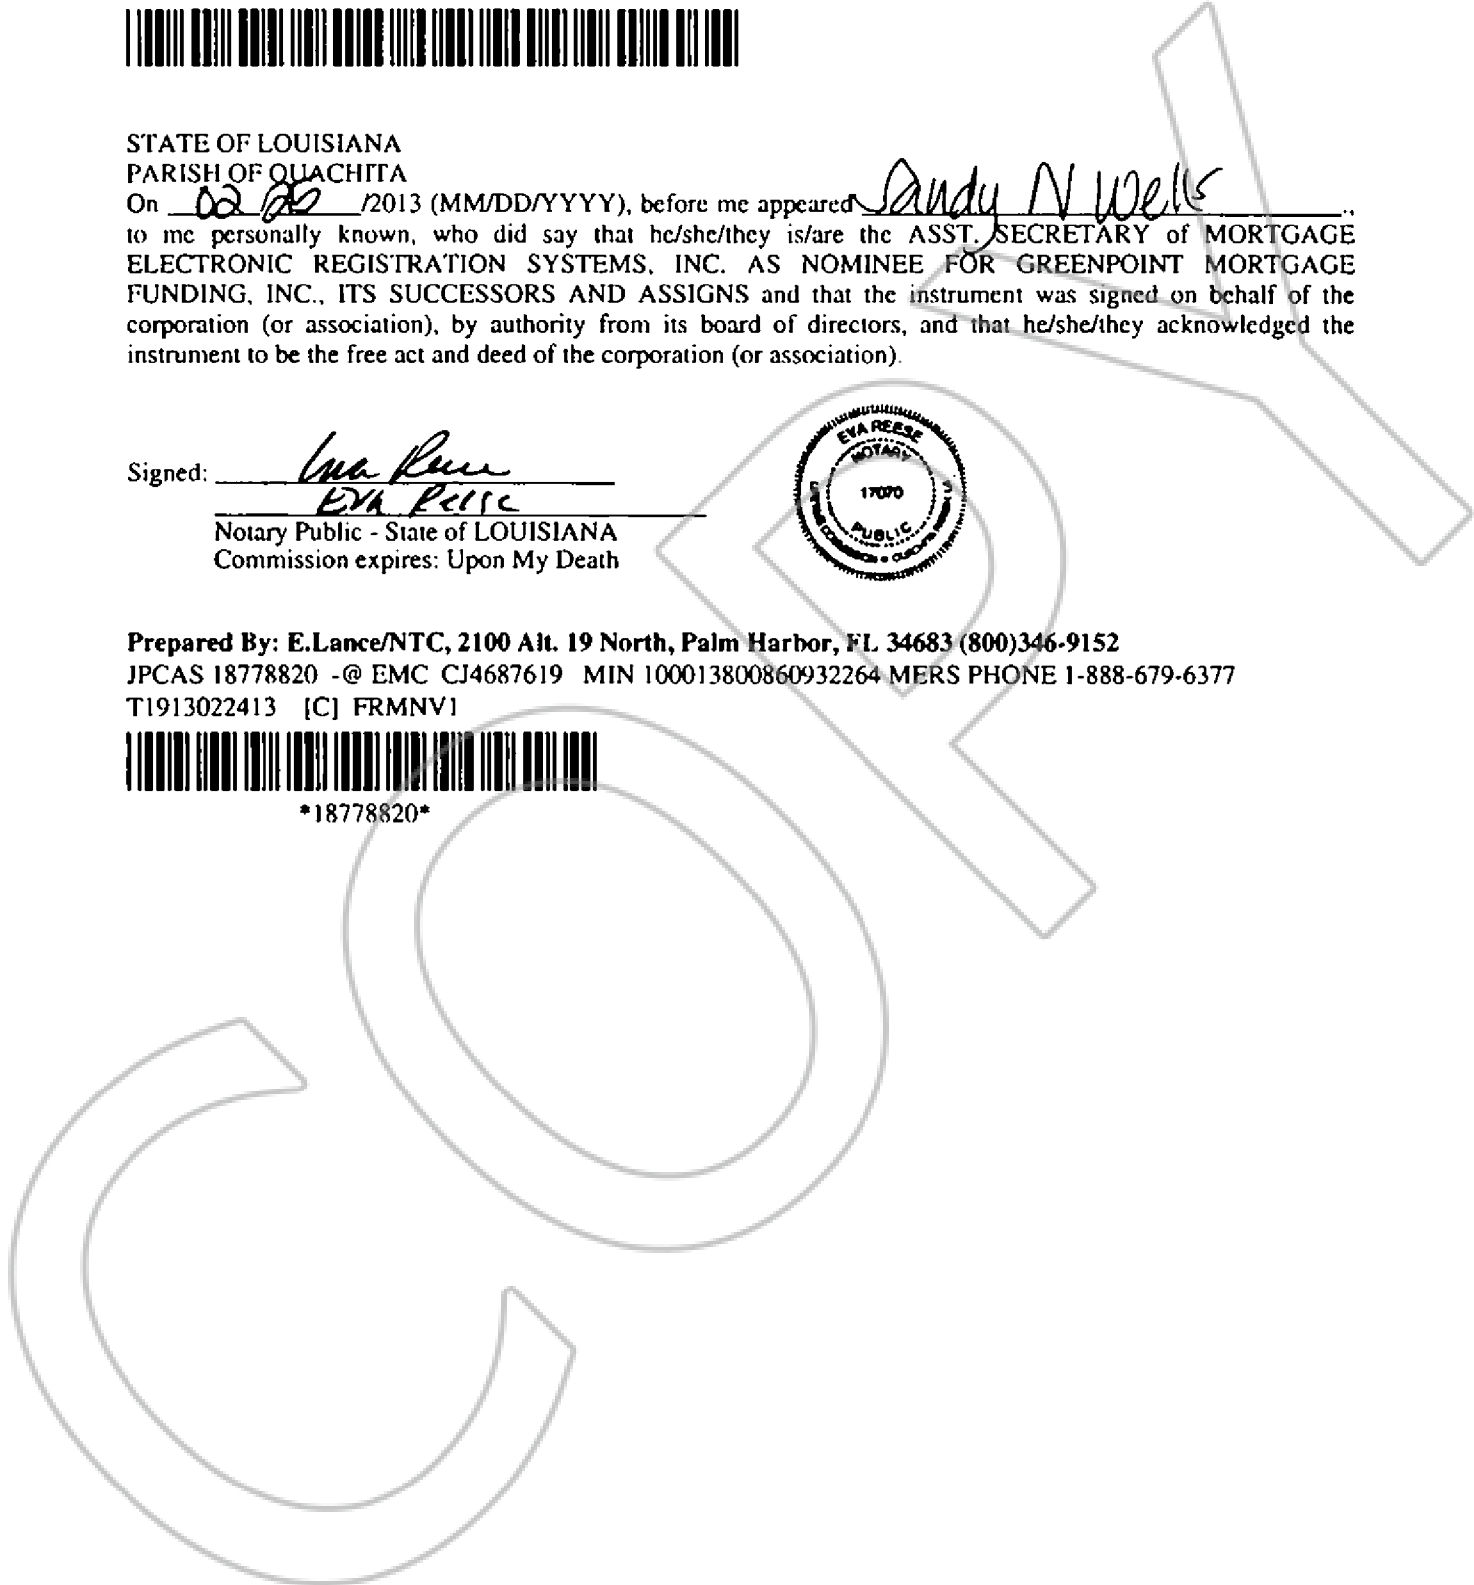 STATE OF LOUISIANA
PARISH OF OUACHITA
On 02 /2013 (MM/DD/YYYY), before me appeared Sandy N Wells .,
to me personally known, who did say that he/she/they is/are the ASST. SECRETARY of MORTGAGE
ELECTRONIC REGISTRATION SYSTEMS, INC. AS NOMINEE FOR GREENPOINT MORTGAGE
FUNDING, INC., ITS SUCCESSORS AND ASSIGNS and that the instrument was signed on behalf of the
corporation (or association), by authority from its board of directors, and that he/she/they acknowledged the
instrument to be the free act and deed of the corporation (or association).
EVA REESE
NOTARY
17070
PUBLIC
Signed: Eva Reese
Eva Reese
Notary Public - State of LOUISIANA
Commission expires: Upon My Death
Prepared By: E.Lance/NTC, 2100 Alt. 19 North, Palm Harbor, FL 34683 (800)346-9152
JPCAS 18778820 -@ EMC CJ4687619 MIN 100013800860932264 MERS PHONE 1-888-679-6377
T1913022413 [C] FRMNV1
*18778820*
COPY